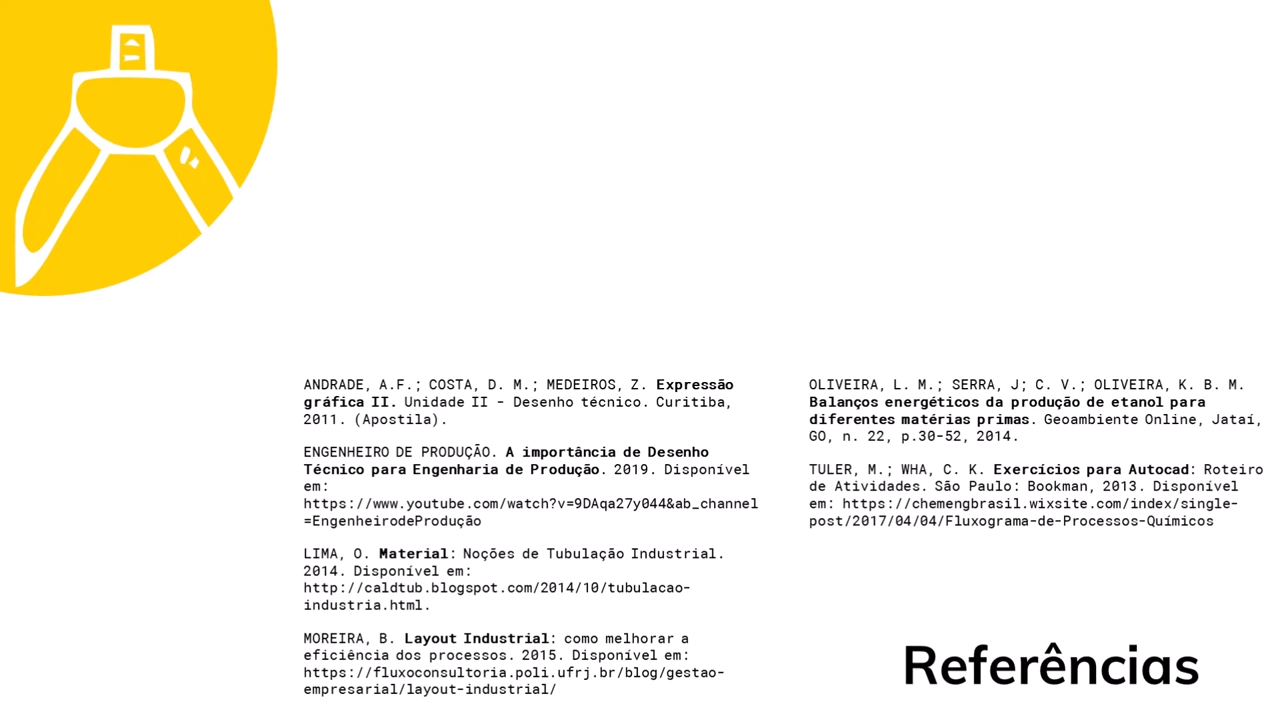 ANDRADE, A.F.; COSTA, D. M.; MEDEIROS, Z. Expressão
gráfica II. Unidade II - Desenho técnico. Curitiba,
2011. (Apostila).
ENGENHEIRO DE PRODUÇÃO. A importância de Desenho
Técnico para Engenharia de Produção. 2019. Disponível
em:
https://www.youtube.com/watch?v=9DAqa27y044&ab_channel
=EngenheirodeProdução
LIMA, O. Material: Noções de Tubulação Industrial.
2014. Disponível em:
http://caldtub.blogspot.com/2014/10/tubulacao-
industria.html.
MOREIRA, B. Layout Industrial: como melhorar a
eficiência dos processos. 2015. Disponível em:
https://fluxoconsultoria.poli.ufrj.br/blog/gestao-
empresarial/layout-industrial/
OLIVEIRA, L. M.; SERRA, J; C. V.; OLIVEIRA, K. B. M.
Balanços energéticos da produção de etanol para
diferentes matérias primas. Geoambiente Online, Jataí,
GO, n. 22, p.30-52, 2014.
TULER, M.; WHA, C. K. Exercícios para Autocad: Roteiro
de Atividades. São Paulo: Bookman, 2013. Disponível
em: https://chemengbrasil.wixsite.com/index/single-
post/2017/04/04/Fluxograma-de-Processos-Químicos
Referências